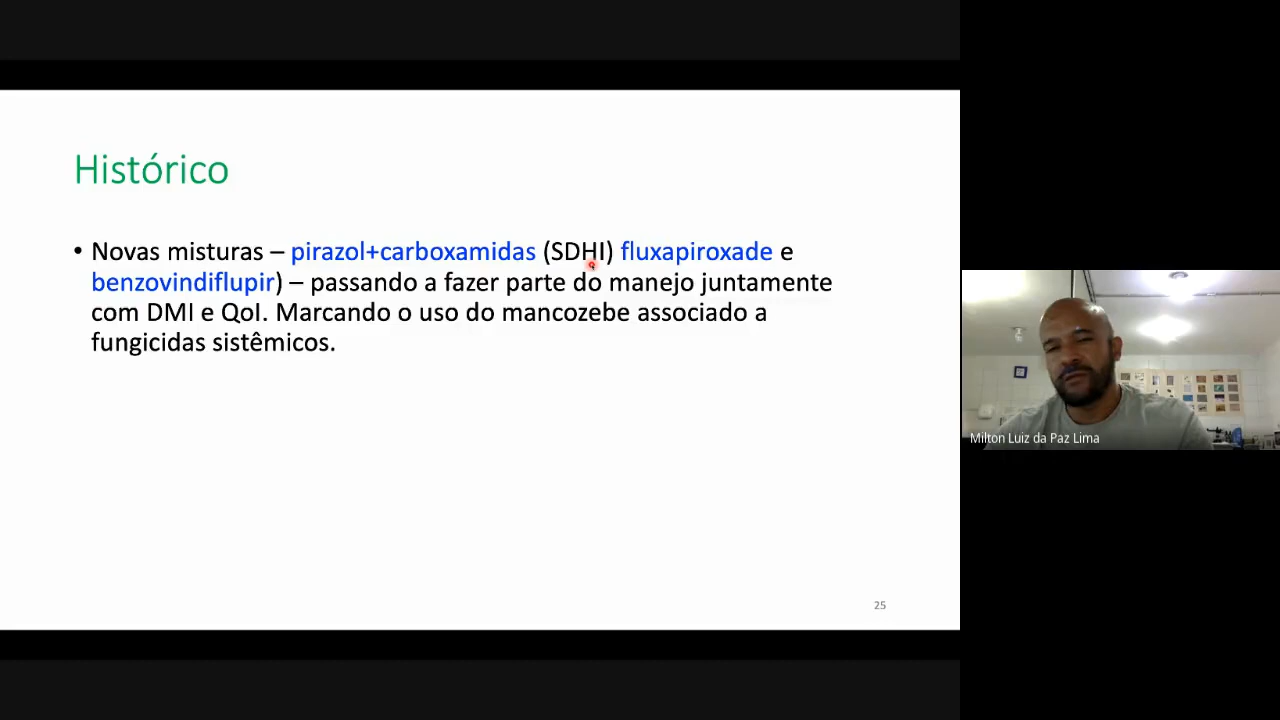 Histórico
• Novas misturas – pirazol+carboxamidas (SDHI) fluxapiroxade e
benzovindiflupir) – passando a fazer parte do manejo juntamente
com DMI e QoI. Marcando o uso do mancozebe associado a
fungicidas sistêmicos.
25
Milton Luiz da Paz Lima